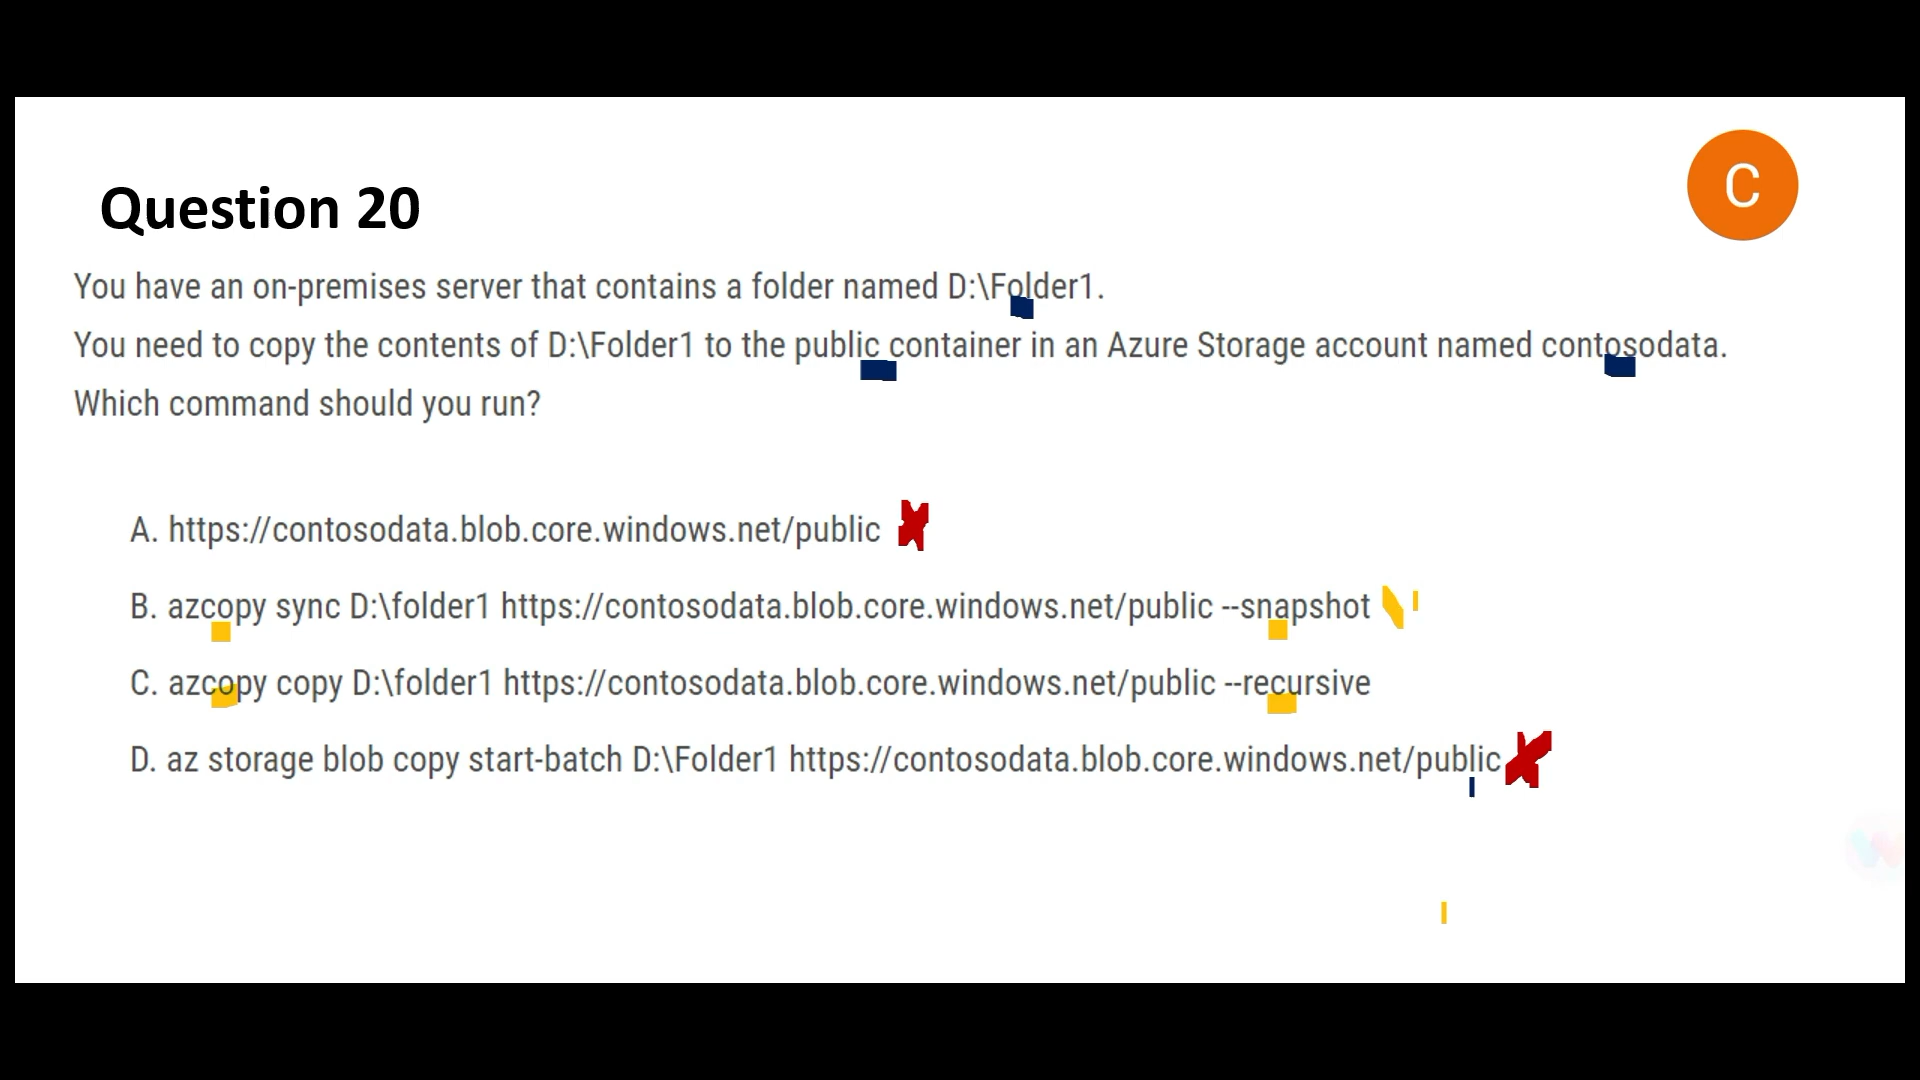 C
Question 20
You have an on-premises server that contains a folder named D:\Folder1.
You need to copy the contents of D:\Folder1 to the public container in an Azure Storage account named contosodata.
Which command should you run?
A. https://contosodata.blob.core.windows.net/public
B. azcopy sync D:\folder1 https://contosodata.blob.core.windows.net/public --snapshot
C. azcopy copy D:\folder1 https://contosodata.blob.core.windows.net/public --recursive
D. az storage blob copy start-batch D:\Folder1 https://contosodata.blob.core.windows.net/public